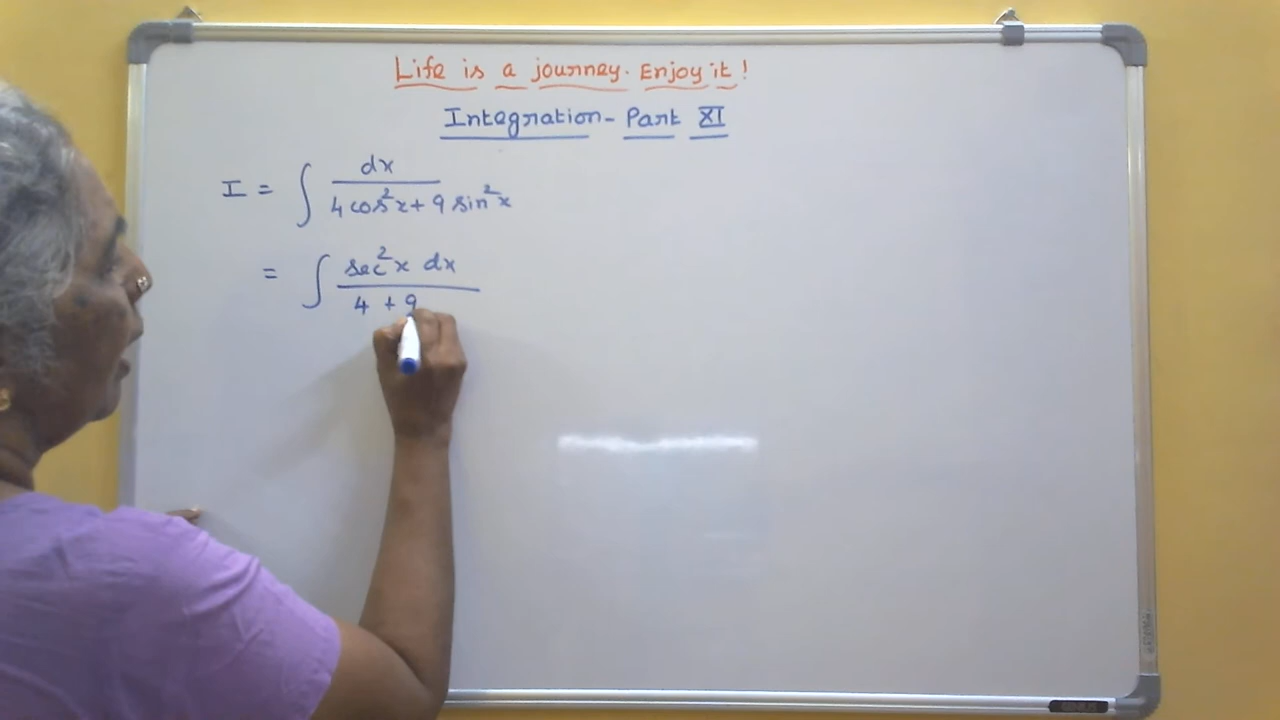 Life is a journey. Enjoy it!
Integration - Part XI
I = ∫ dx / 4 cos²x + 9 sin²x
= ∫ sec²x dx / 4 + 9